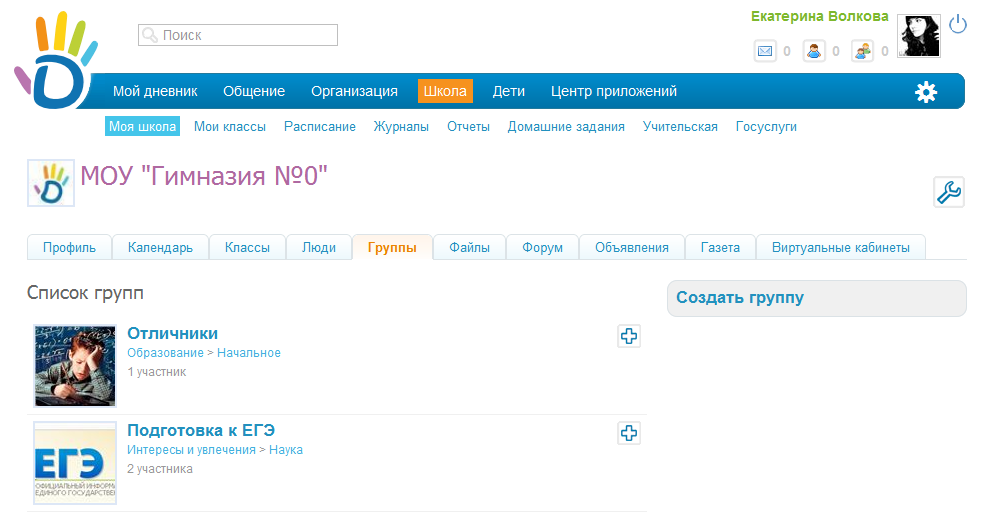 Екатерина Волкова
Поиск
0 0 0
Мой дневник Общение Организация Школа Дети Центр приложений
Моя школа Мои классы Расписание Журналы Отчеты Домашние задания Учительская Госуслуги
МОУ "Гимназия №0"
Профиль Календарь Классы Люди Группы Файлы Форум Объявления Газета Виртуальные кабинеты
Список групп
Создать группу
Отличники
Образование > Начальное
1 участник
Подготовка к ЕГЭ
Интересы и увлечения > Наука
2 участника
ЕГЭ
ОФИЦИАЛЬНЫЙ ИНФОРМ
ЕДИНОГО ГОСУДАРСТВЕ